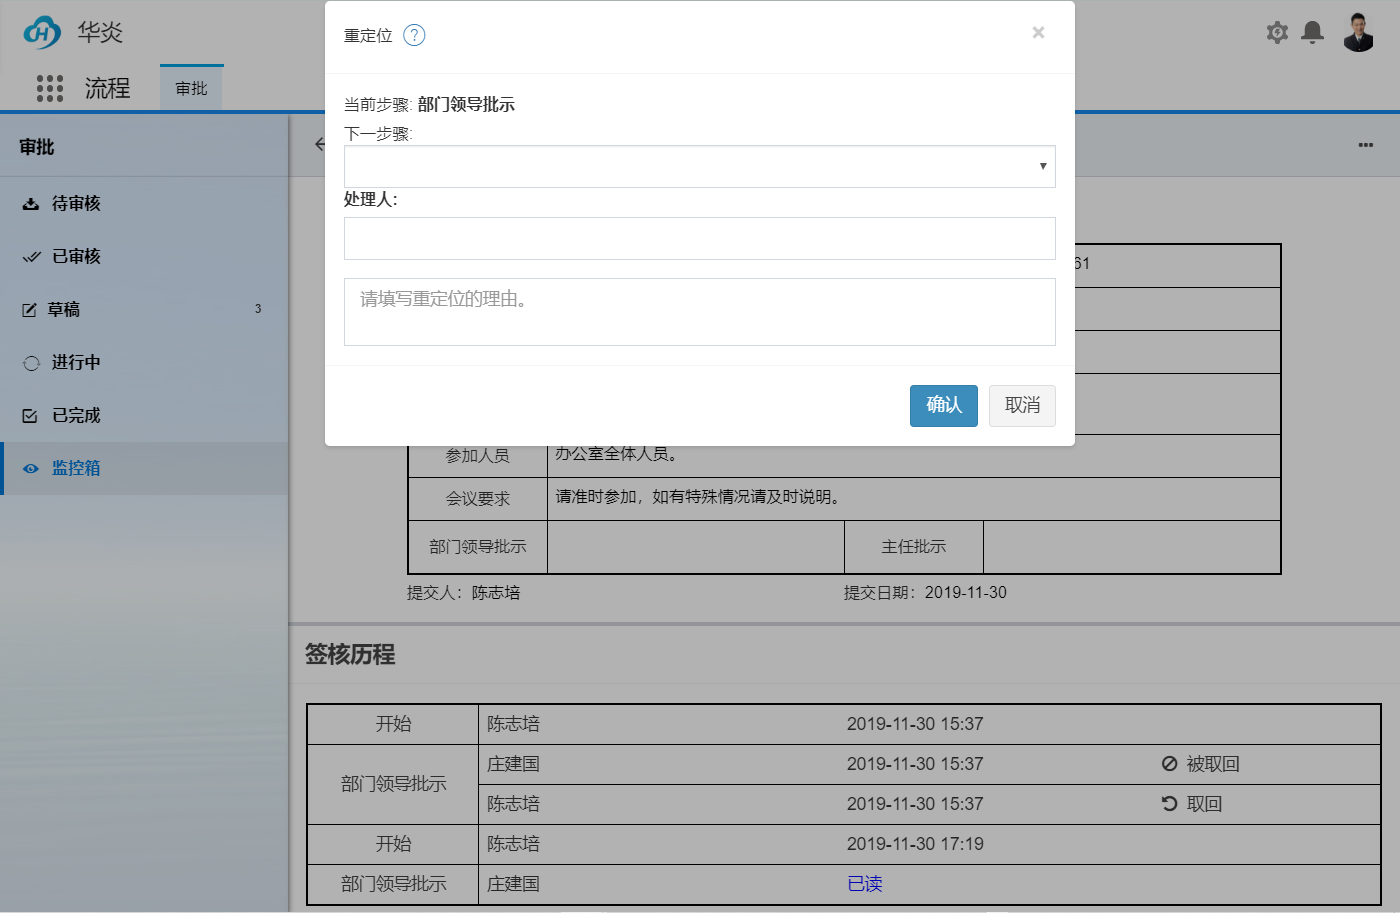 华炎
流程
审批
审批
待审核
已审核
草稿 3
进行中
已完成
监控箱
重定位 ?
×
当前步骤: 部门领导批示
下一步骤:
处理人:
请填写重定位的理由。
确认 取消
61
参加人员 办公室全体人员。
会议要求 请准时参加，如有特殊情况请及时说明。
部门领导批示 主任批示
提交人：陈志培 提交日期：2019-11-30
签核历程
开始 陈志培 2019-11-30 15:37
部门领导批示 庄建国 2019-11-30 15:37 被取回
陈志培 2019-11-30 15:37 取回
开始 陈志培 2019-11-30 17:19
部门领导批示 庄建国 已读